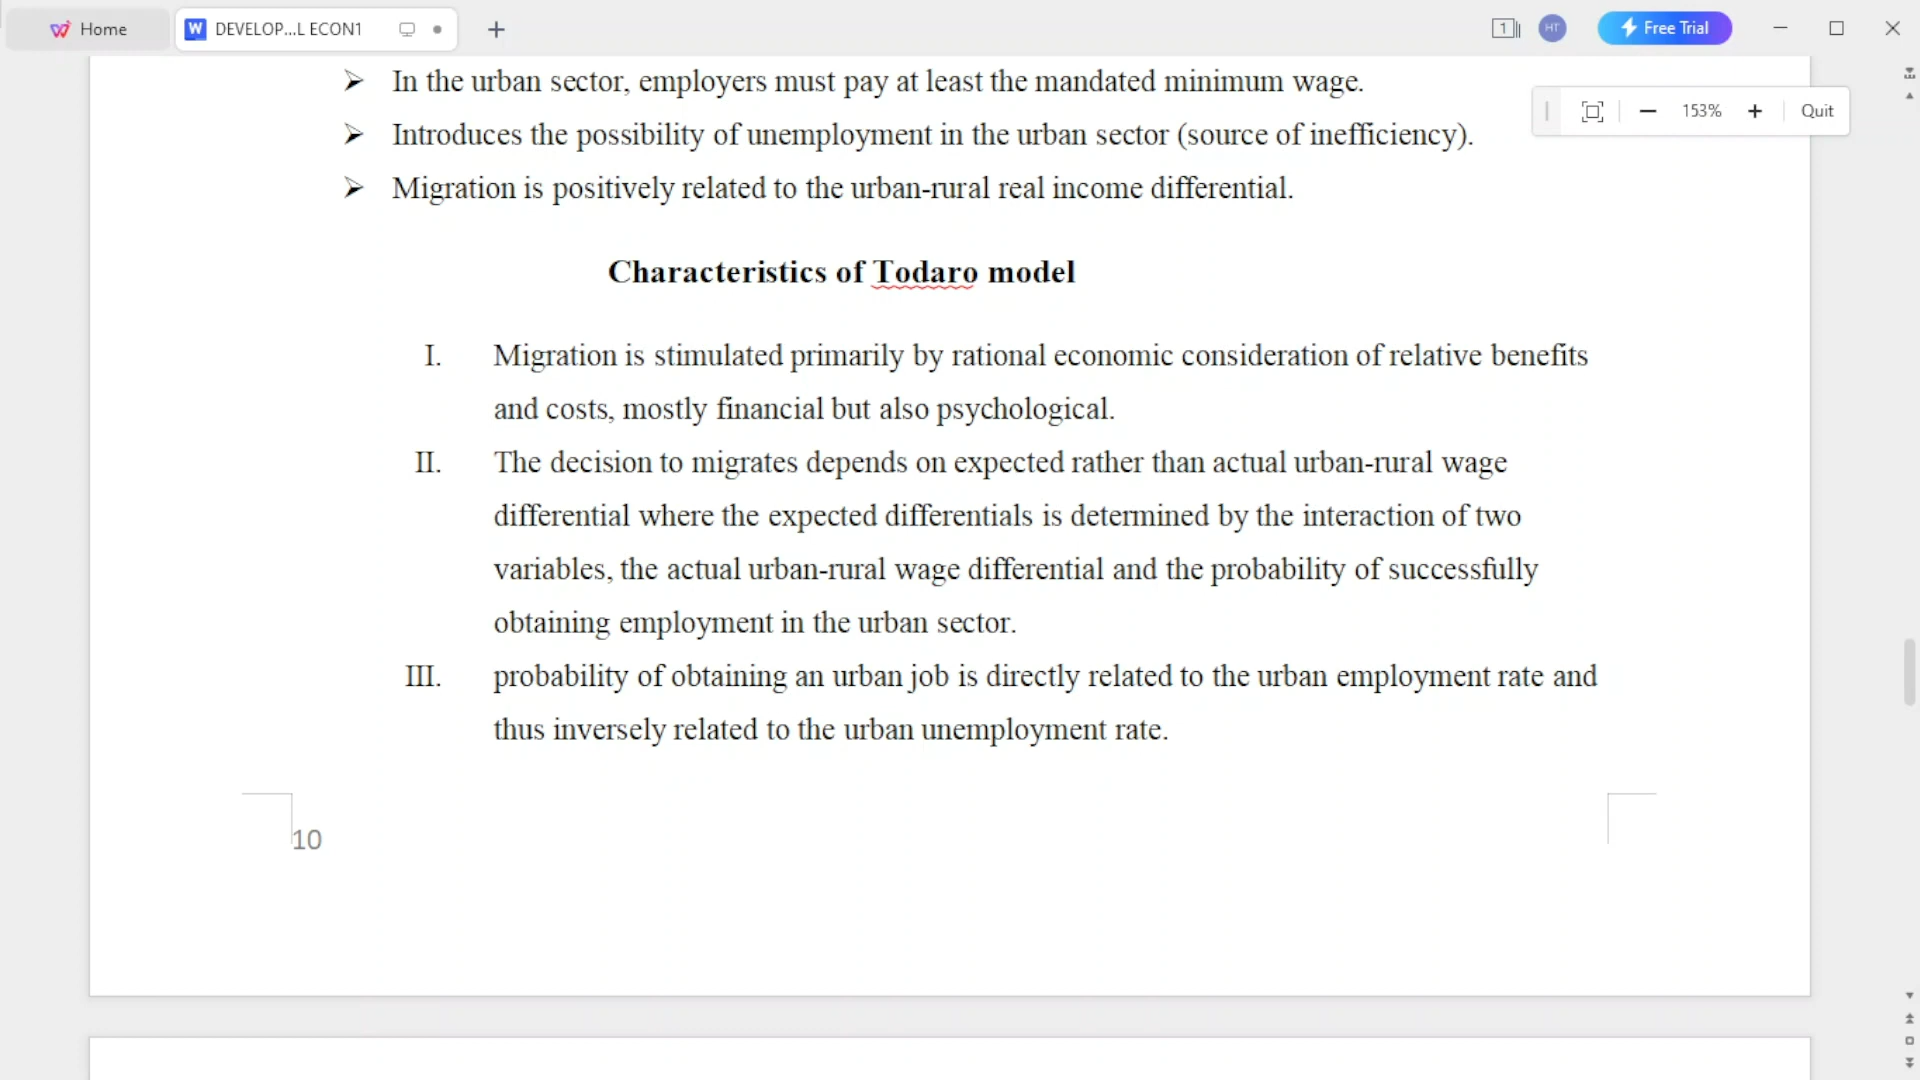 Home
DEVELOP...L ECON1
1
HT
Free Trial
➢ In the urban sector, employers must pay at least the mandated minimum wage.
153%
Quit
➢ Introduces the possibility of unemployment in the urban sector (source of inefficiency).
➢ Migration is positively related to the urban-rural real income differential.
Characteristics of Todaro model
I. Migration is stimulated primarily by rational economic consideration of relative benefits
and costs, mostly financial but also psychological.
II. The decision to migrates depends on expected rather than actual urban-rural wage
differential where the expected differentials is determined by the interaction of two
variables, the actual urban-rural wage differential and the probability of successfully
obtaining employment in the urban sector.
III. probability of obtaining an urban job is directly related to the urban employment rate and
thus inversely related to the urban unemployment rate.
10